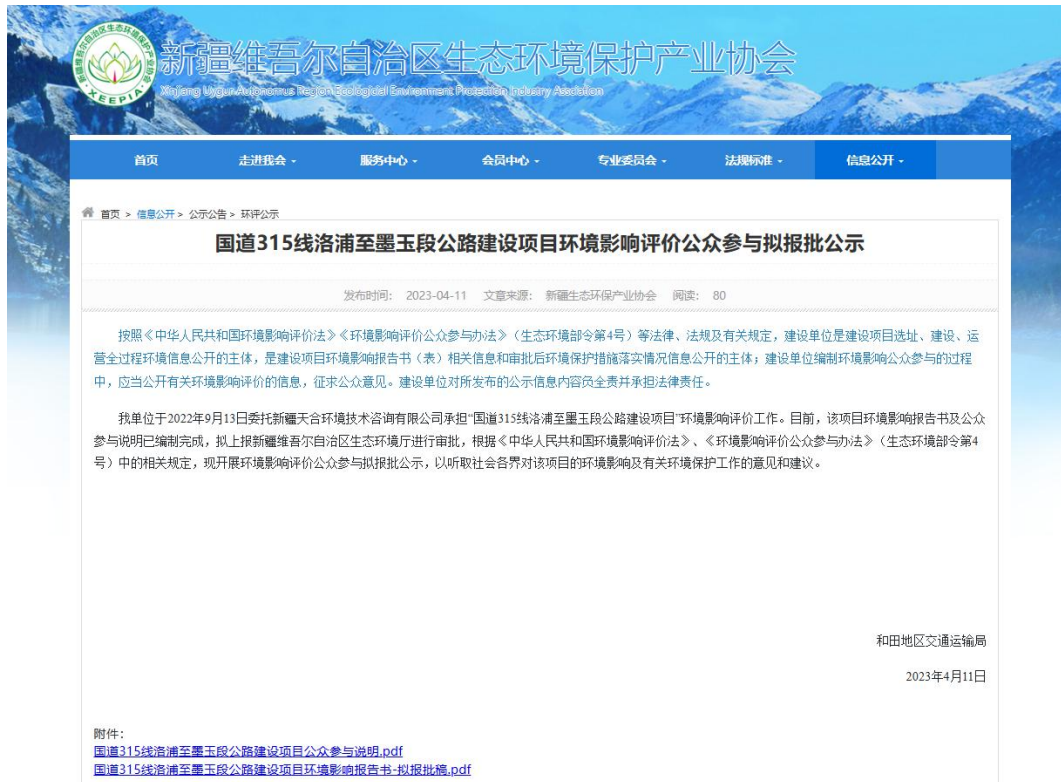 新疆维吾尔自治区生态环境保护产业协会
Xinjiang Uygur Autonomous Region Ecological Environment Protection Industry Association
新疆维吾尔自治区生态环境保护产业协会
XEEPIA
首页 走进我会 服务中心 会员中心 专业委员会 法规标准 信息公开
首页 > 信息公开 > 公示公告 > 环评公示
国道315线洛浦至墨玉段公路建设项目环境影响评价公众参与拟报批公示
发布时间: 2023-04-11 文章来源: 新疆生态环保产业协会 阅读: 80
按照《中华人民共和国环境影响评价法》《环境影响评价公众参与办法》（生态环境部令第4号）等法律、法规及有关规定，建设单位是建设项目选址、建设、运
营全过程环境信息公开的主体，是建设项目环境影响报告书（表）相关信息和审批后环境保护措施落实情况信息公开的主体；建设单位编制环境影响公众参与的过程
中，应当公开有关环境影响评价的信息，征求公众意见。建设单位对所发布的公示信息内容负全责并承担法律责任。
我单位于2022年9月13日委托新疆天合环境技术咨询有限公司承担“国道315线洛浦至墨玉段公路建设项目”环境影响评价工作。目前，该项目环境影响报告书及公众
参与说明已编制完成，拟上报新疆维吾尔自治区生态环境厅进行审批，根据《中华人民共和国环境影响评价法》、《环境影响评价公众参与办法》（生态环境部令第4
号）中的相关规定，现开展环境影响评价公众参与拟报批公示，以听取社会各界对该项目的环境影响及有关环境保护工作的意见和建议。
和田地区交通运输局
2023年4月11日
附件：
国道315线洛浦至墨玉段公路建设项目公众参与说明.pdf
国道315线洛浦至墨玉段公路建设项目环境影响报告书-拟报批稿.pdf